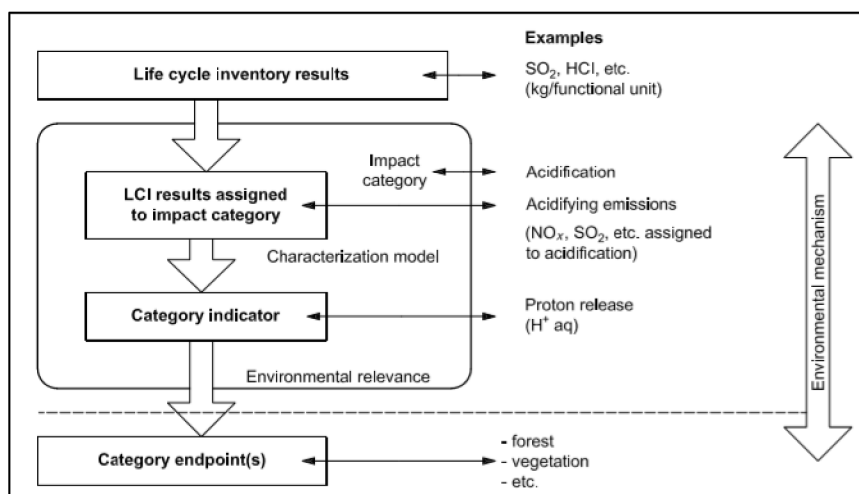 Examples
Life cycle inventory results
SO₂, HCl, etc.
(kg/functional unit)
Impact
category
Acidification
LCI results assigned
to impact category
Acidifying emissions
(NOₓ, SO₂, etc. assigned
to acidification)
Characterization model
Category indicator
Proton release
(H⁺ aq)
Environmental relevance
Environmental mechanism
Category endpoint(s)
- forest
- vegetation
- etc.